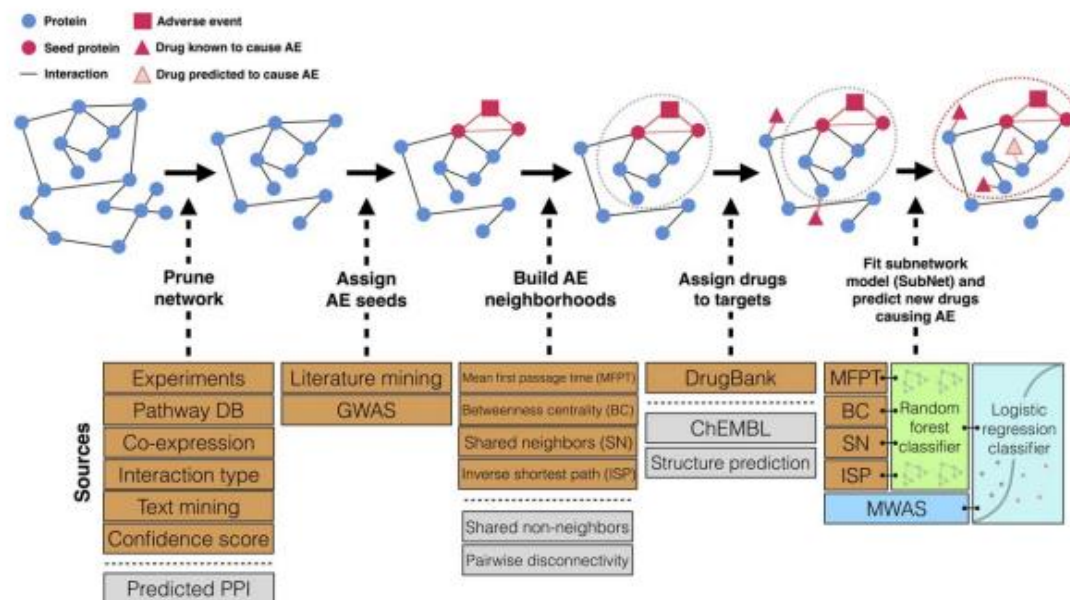 Protein
Adverse event
Seed protein
Drug known to cause AE
Interaction
Drug predicted to cause AE
Prune
network
Assign
AE seeds
Build AE
neighborhoods
Assign drugs
to targets
Fit subnetwork
model (SubNet) and
predict new drugs
causing AE
Sources
Experiments
Pathway DB
Co-expression
Interaction type
Text mining
Confidence score
Predicted PPI
Literature mining
GWAS
Mean first passage time (MFPT)
Betweenness centrality (BC)
Shared neighbors (SN)
Inverse shortest path (ISP)
Shared non-neighbors
Pairwise disconnectivity
DrugBank
ChEMBL
Structure prediction
MFPT
BC
SN
ISP
Random
forest
classifier
MWAS
Logistic
regression
classifier